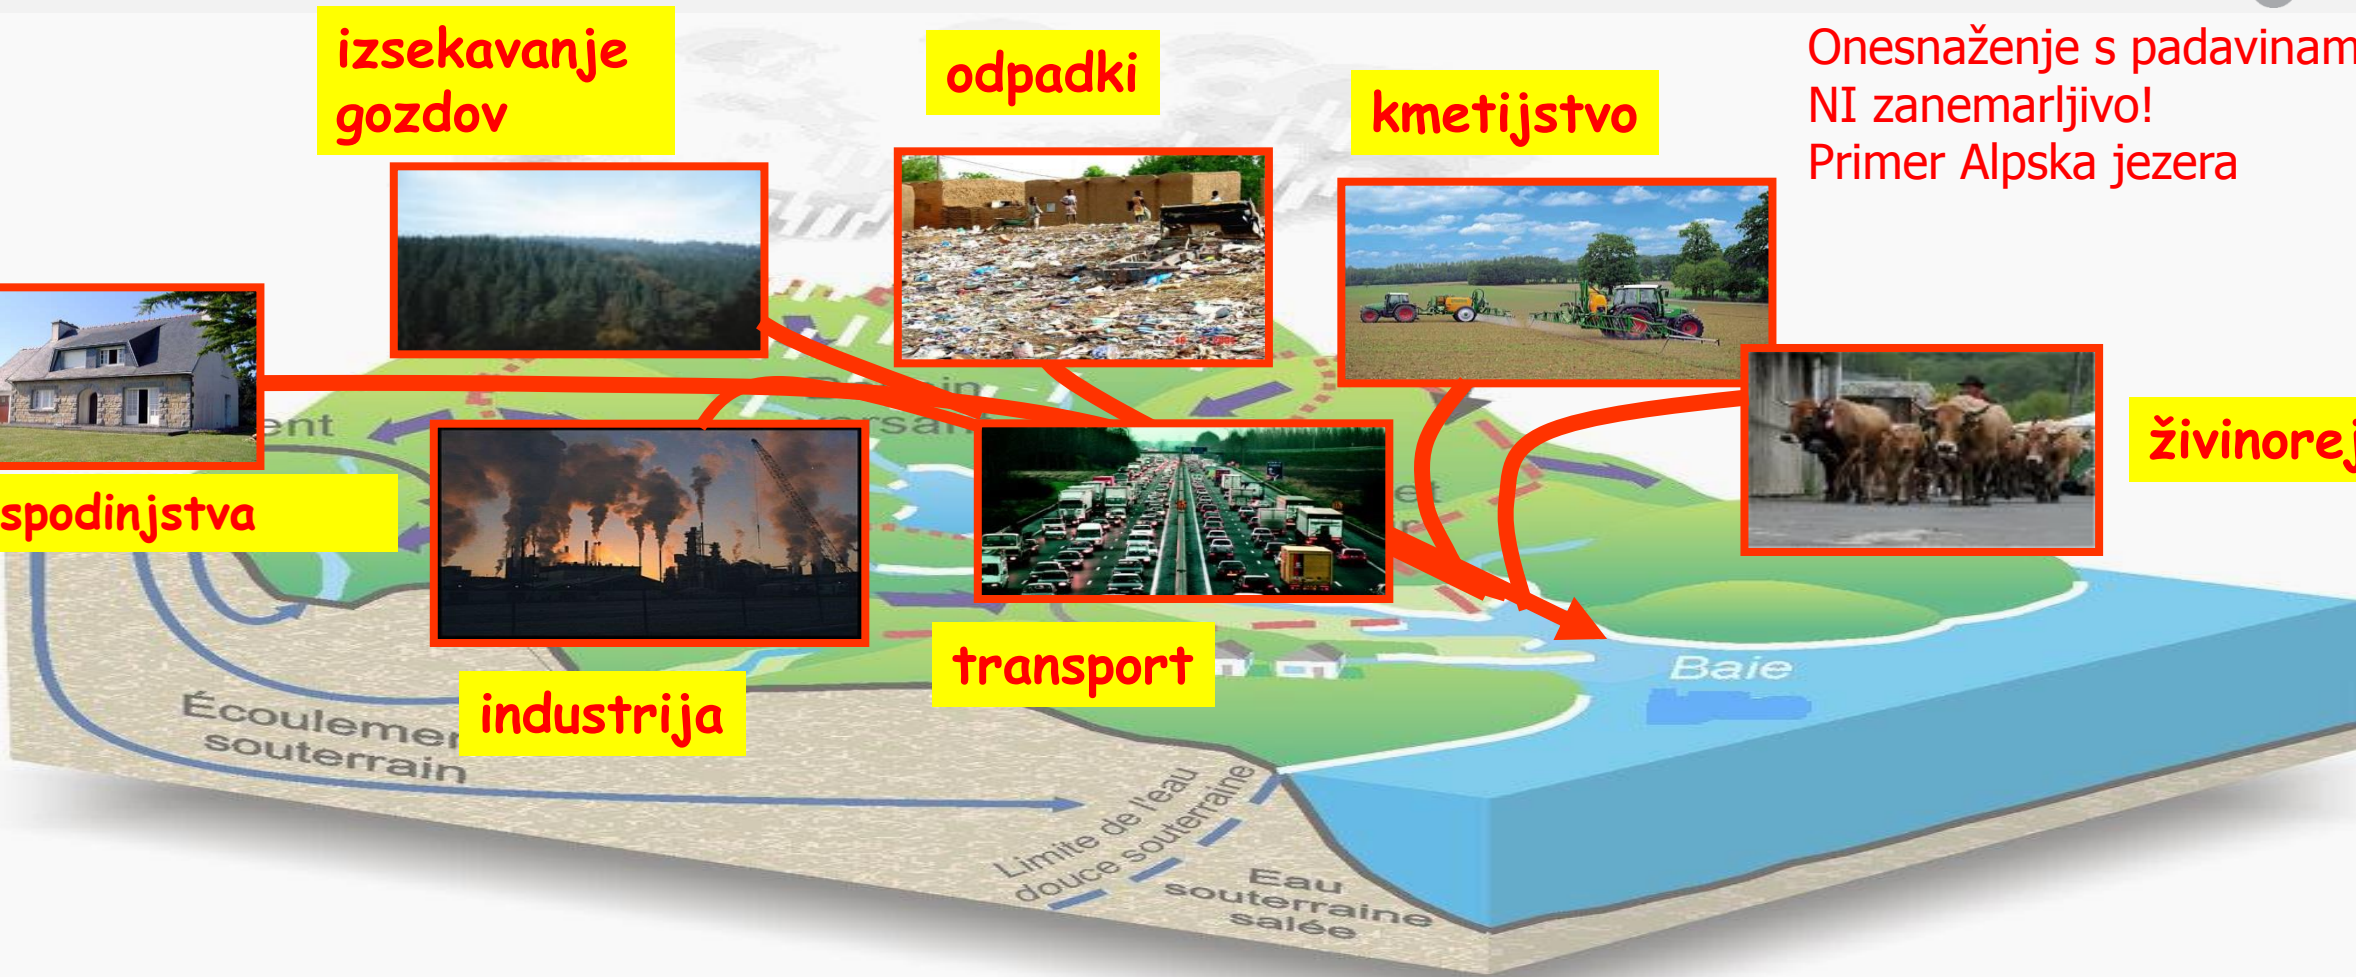 izsekavanje
gozdov
odpadki
kmetijstvo
Onesnaženje s padavinam
NI zanemarljivo!
Primer Alpska jezera
živinorej
spodinjstva
industrija
transport
Baie
Écoulemen
souterrain
Limite de l'eau
douce souterraine
Eau
souterraine
salée